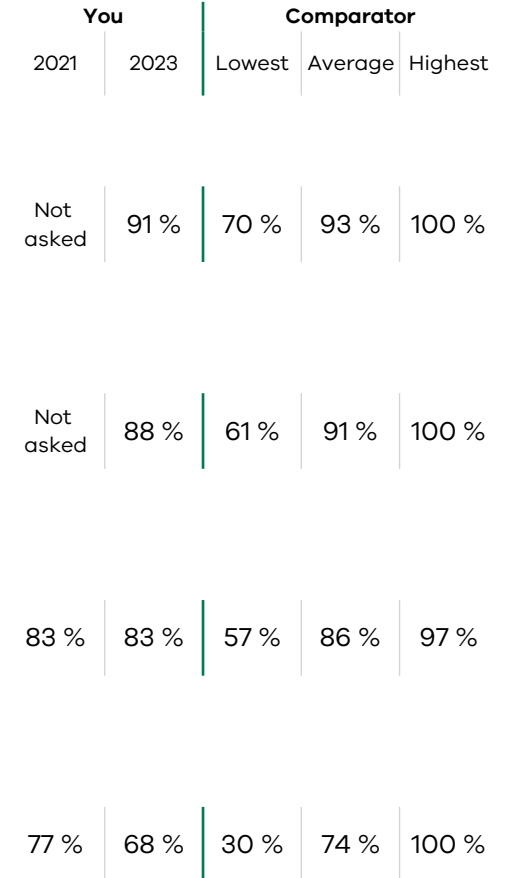 You Comparator
2021 2023 Lowest Average Highest
Not
asked 91 % 70 % 93 % 100 %
Not
asked 88 % 61 % 91 % 100 %
83 % 83 % 57 % 86 % 97 %
77 % 68 % 30 % 74 % 100 %